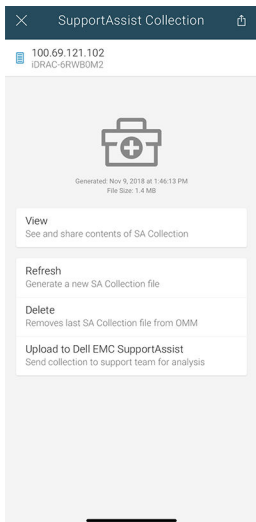 SupportAssist Collection
100.69.121.102
iDRAC-6RWB0M2
Generated: Nov 9, 2018 at 1:46:13 PM
File Size: 1.4 MB
View
See and share contents of SA Collection
Refresh
Generate a new SA Collection file
Delete
Removes last SA Collection file from OMM
Upload to Dell EMC SupportAssist
Send collection to support team for analysis